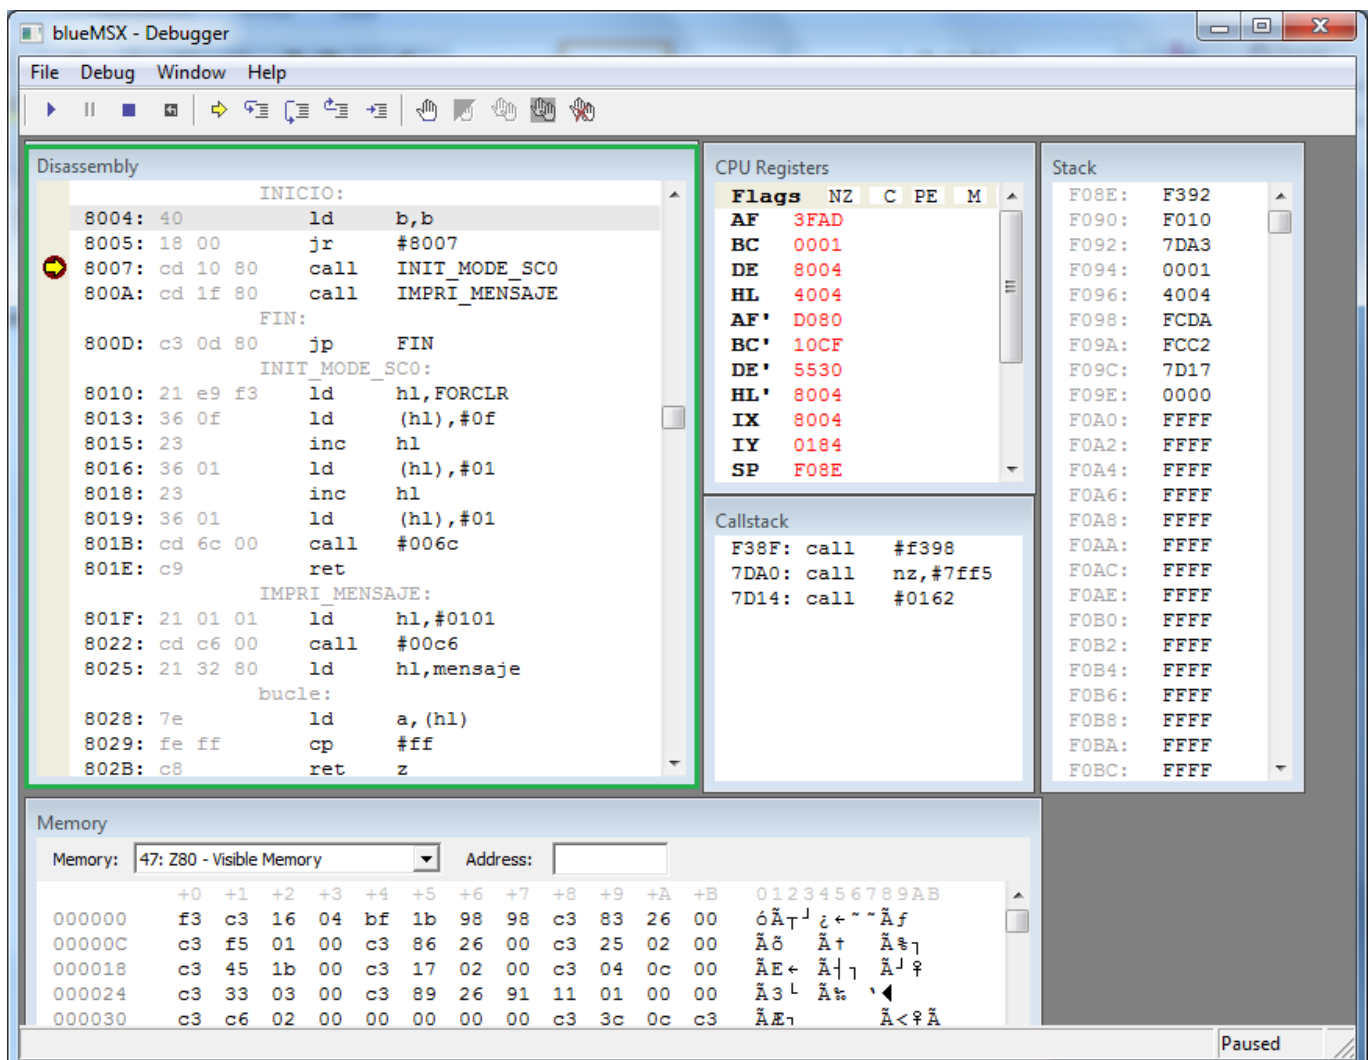 blueMSX - Debugger
File Debug Window Help
Disassembly
INICIO:
8004: 40 ld b,b
8005: 18 00 jr #8007
8007: cd 10 80 call INIT_MODE_SC0
800A: cd 1f 80 call IMPRI_MENSAJE
FIN:
800D: c3 0d 80 jp FIN
INIT_MODE_SC0:
8010: 21 e9 f3 ld hl,FORCLR
8013: 36 0f ld (hl),#0f
8015: 23 inc hl
8016: 36 01 ld (hl),#01
8018: 23 inc hl
8019: 36 01 ld (hl),#01
801B: cd 6c 00 call #006c
801E: c9 ret
IMPRI_MENSAJE:
801F: 21 01 01 ld hl,#0101
8022: cd c6 00 call #00c6
8025: 21 32 80 ld hl,mensaje
bucle:
8028: 7e ld a,(hl)
8029: fe ff cp #ff
802B: c8 ret z
CPU Registers
Flags NZ C PE M
AF 3FAD
BC 0001
DE 8004
HL 4004
AF' D080
BC' 10CF
DE' 5530
HL' 8004
IX 8004
IY 0184
SP F08E
Callstack
F38F: call #f398
7DA0: call nz,#7ff5
7D14: call #0162
Stack
F08E: F392
F090: F010
F092: 7DA3
F094: 0001
F096: 4004
F098: FCDA
F09A: FCC2
F09C: 7D17
F09E: 0000
F0A0: FFFF
F0A2: FFFF
F0A4: FFFF
F0A6: FFFF
F0A8: FFFF
F0AA: FFFF
F0AC: FFFF
F0AE: FFFF
F0B0: FFFF
F0B2: FFFF
F0B4: FFFF
F0B6: FFFF
F0B8: FFFF
F0BA: FFFF
F0BC: FFFF
Memory
Memory: 47: Z80 - Visible Memory Address:
+0 +1 +2 +3 +4 +5 +6 +7 +8 +9 +A +B 0123456789AB
000000 f3 c3 16 04 bf 1b 98 98 c3 83 26 00 óÃ┬┘¿←˜˜Ãƒ
00000C c3 f5 01 00 c3 86 26 00 c3 25 02 00 Ãõ Ã† Ã%┐
000018 c3 45 1b 00 c3 17 02 00 c3 04 0c 00 ÃE← Ã┤┐ Ã┘♀
000024 c3 33 03 00 c3 89 26 91 11 01 00 00 Ã3└ Ã‰ ‘◀
000030 c3 c6 02 00 00 00 00 00 c3 3c 0c c3 ÃÆ┐ Ã<♀Ã
Paused